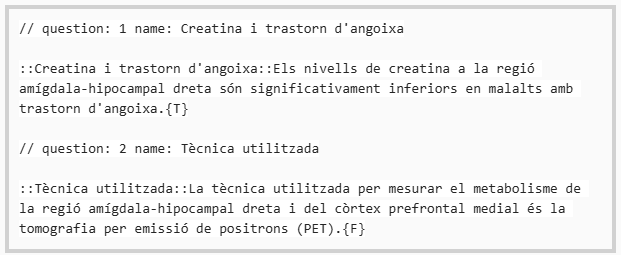 // question: 1 name: Creatina i trastorn d'angoixa
::Creatina i trastorn d'angoixa::Els nivells de creatina a la regió
amígdala-hipocampal dreta són significativament inferiors en malalts amb
trastorn d'angoixa.{T}
// question: 2 name: Tècnica utilitzada
::Tècnica utilitzada::La tècnica utilitzada per mesurar el metabolisme de
la regió amígdala-hipocampal dreta i del còrtex prefrontal medial és la
tomografia per emissió de positrons (PET).{F}